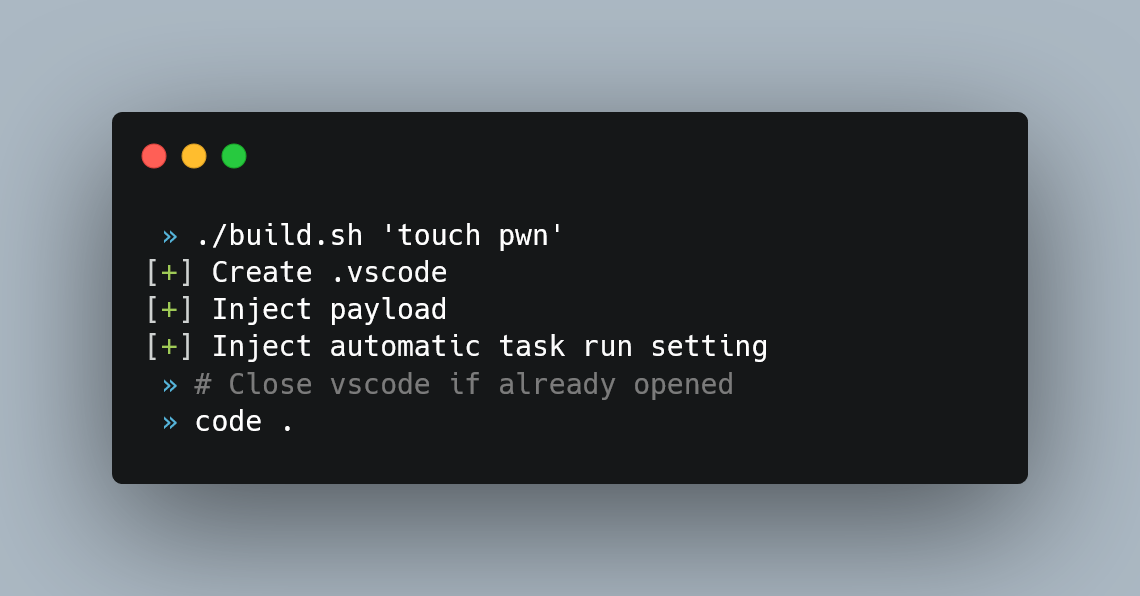 » ./build.sh 'touch pwn'
[+] Create .vscode
[+] Inject payload
[+] Inject automatic task run setting
» # Close vscode if already opened
» code .